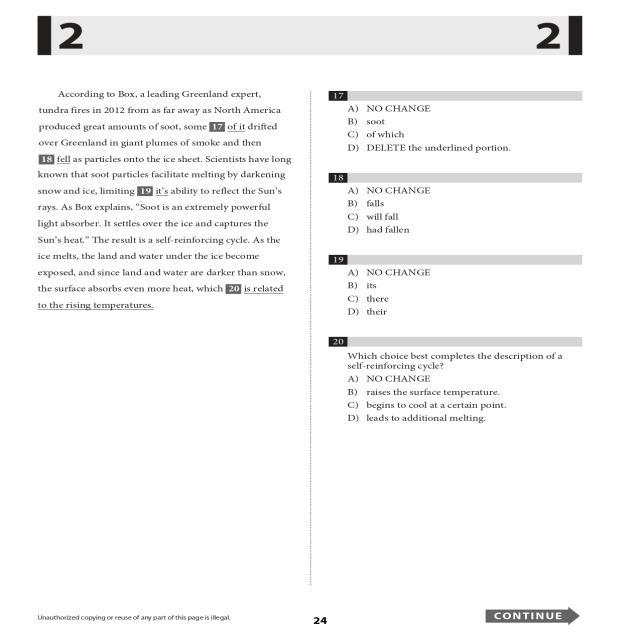 2 2
According to Box, a leading Greenland expert,
tundra fires in 2012 from as far away as North America
produced great amounts of soot, some 17 of it drifted
over Greenland in giant plumes of smoke and then
18 fell as particles onto the ice sheet. Scientists have long
known that soot particles facilitate melting by darkening
snow and ice, limiting 19 it's ability to reflect the Sun's
rays. As Box explains, “Soot is an extremely powerful
light absorber. It settles over the ice and captures the
Sun's heat.” The result is a self-reinforcing cycle. As the
ice melts, the land and water under the ice become
exposed, and since land and water are darker than snow,
the surface absorbs even more heat, which 20 is related
to the rising temperatures.
17
A) NO CHANGE
B) soot
C) of which
D) DELETE the underlined portion.
18
A) NO CHANGE
B) falls
C) will fall
D) had fallen
19
A) NO CHANGE
B) its
C) there
D) their
20
Which choice best completes the description of a
self-reinforcing cycle?
A) NO CHANGE
B) raises the surface temperature.
C) begins to cool at a certain point.
D) leads to additional melting.
Unauthorized copying or reuse of any part of this page is illegal.
24
CONTINUE